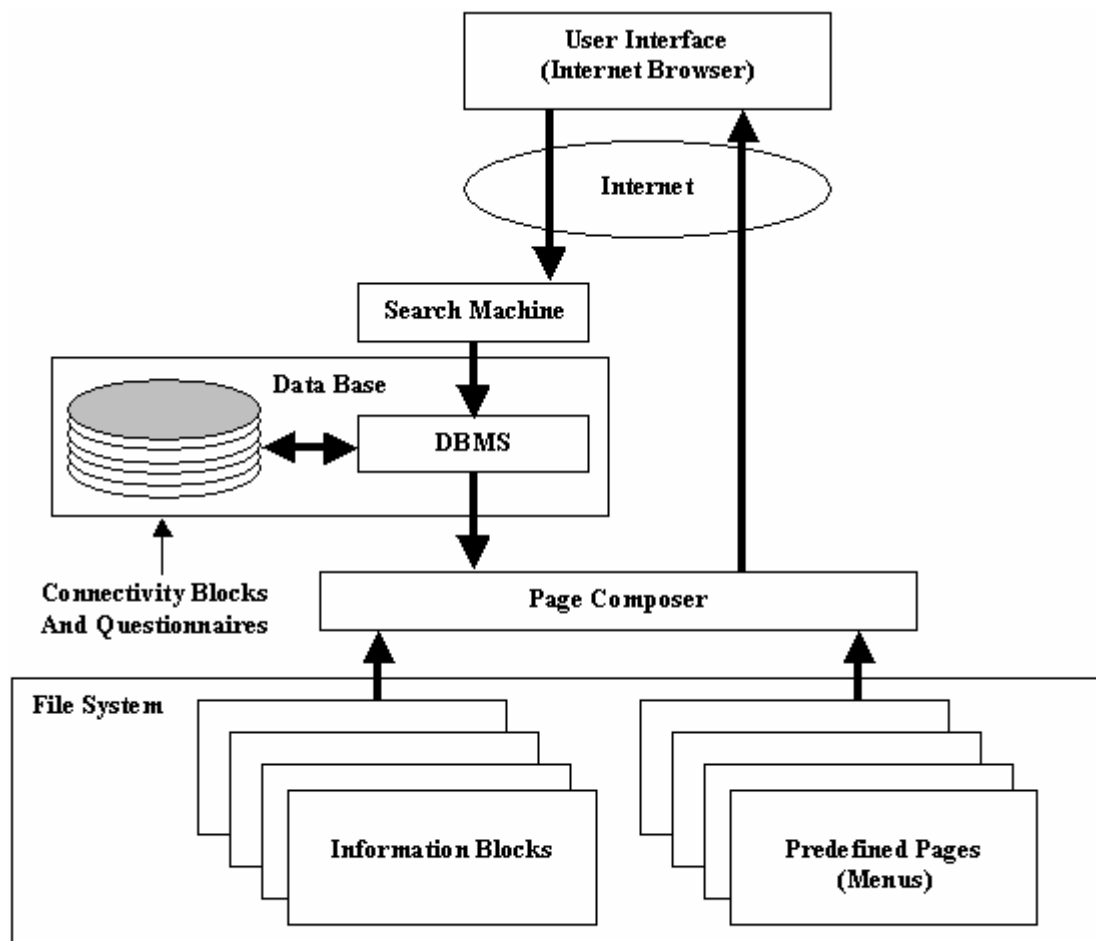 User Interface
(Internet Browser)
Internet
Search Machine
Data Base
DBMS
Connectivity Blocks
And Questionnaires
Page Composer
File System
Information Blocks
Predefined Pages
(Menus)